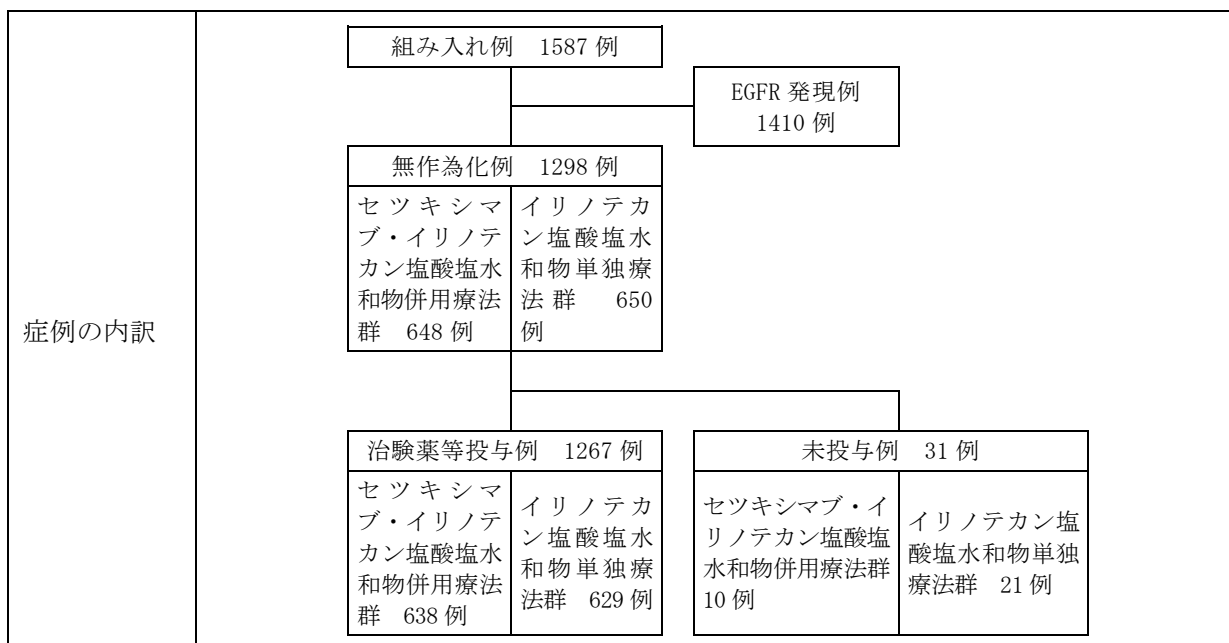 組み入れ例　1587 例
EGFR 発現例
1410 例
無作為化例　1298 例
セツキシマ
ブ・イリノテ
カン塩酸塩水
和物併用療法
群　648 例
イリノテカ
ン塩酸塩水
和物単独療
法群　650
例
症例の内訳
治験薬等投与例　1267 例
セツキシマ
ブ・イリノテ
カン塩酸塩水
和物併用療法
群　638 例
イリノテカ
ン塩酸塩水
和物単独療
法群　629 例
未投与例　31 例
セツキシマブ・イ
リノテカン塩酸塩
水和物併用療法群
10 例
イリノテカン塩
酸塩水和物単独
療法群　21 例